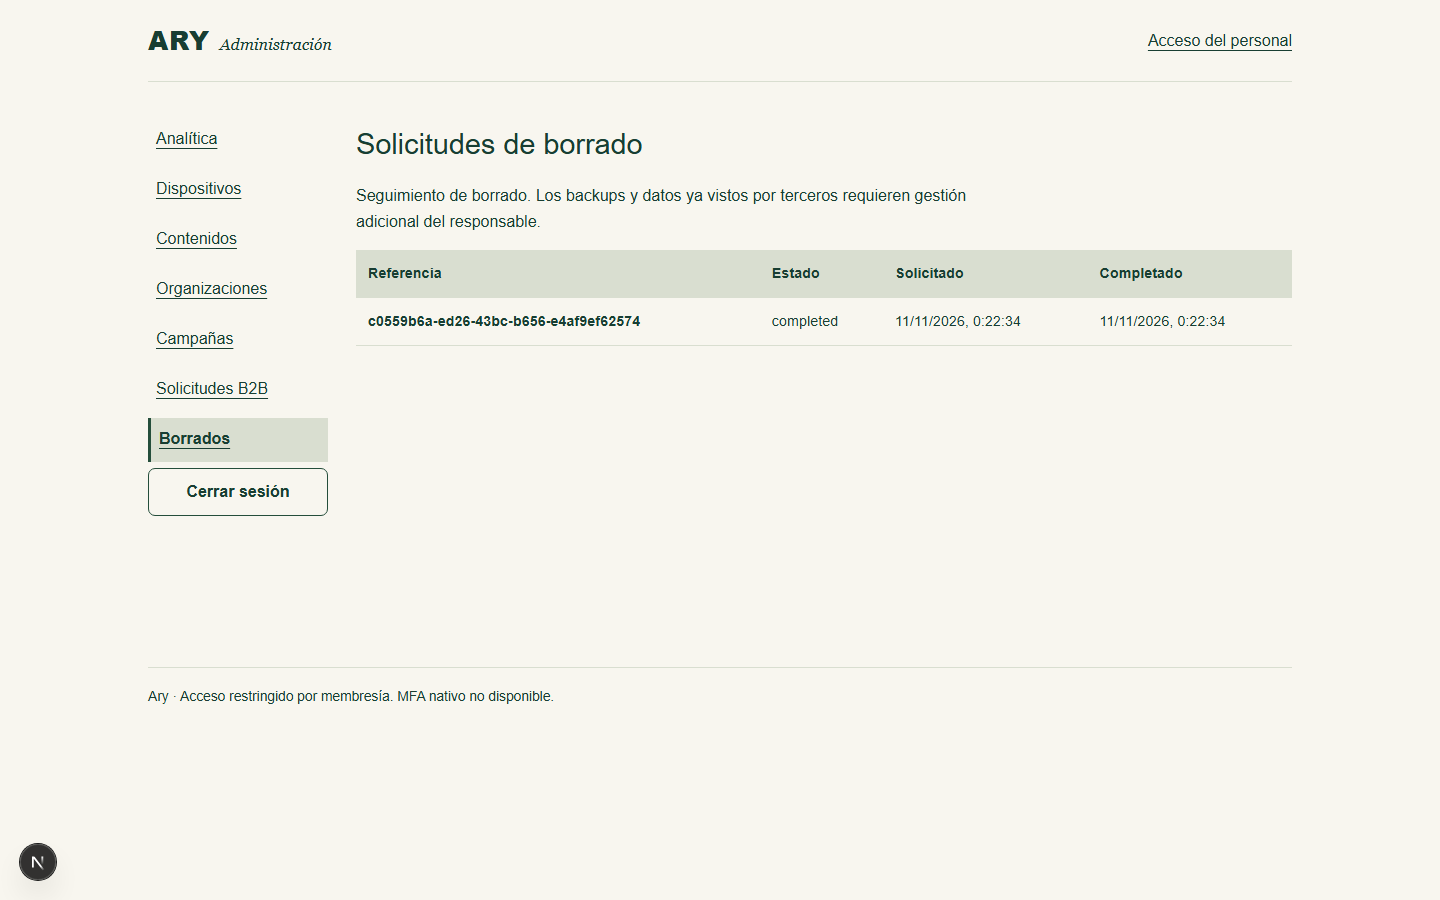 ARY Administración
Acceso del personal
Analítica
Dispositivos
Contenidos
Organizaciones
Campañas
Solicitudes B2B
Borrados
Cerrar sesión
Solicitudes de borrado
Seguimiento de borrado. Los backups y datos ya vistos por terceros requieren gestión
adicional del responsable.
Referencia Estado Solicitado Completado
c0559b6a-ed26-43bc-b656-e4af9ef62574 completed 11/11/2026, 0:22:34 11/11/2026, 0:22:34
Ary · Acceso restringido por membresía. MFA nativo no disponible.
N